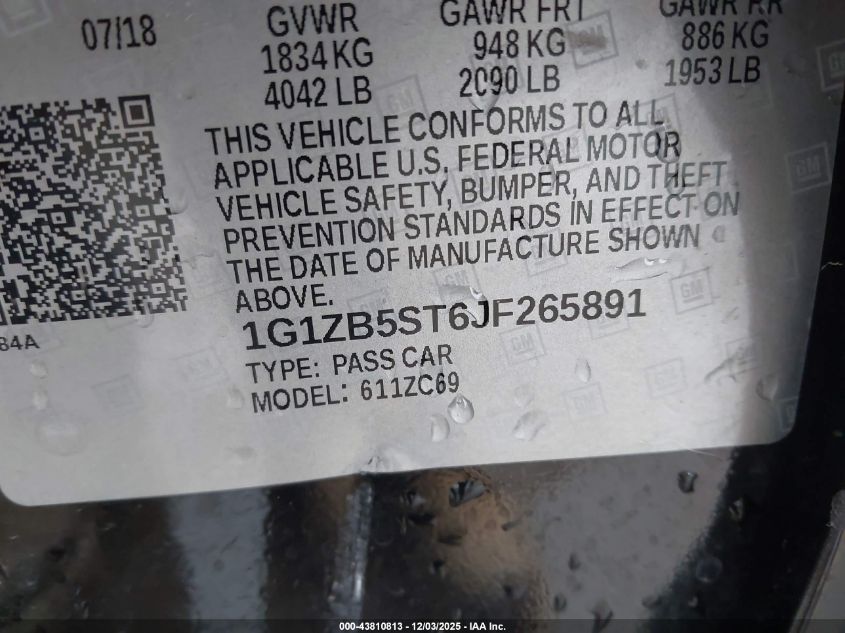 07/18
GVWR
GAWR FRT
GAWR RR
1834 KG
948 KG
886 KG
4042 LB
2090 LB
1953 LB
THIS VEHICLE CONFORMS TO ALL
APPLICABLE U.S. FEDERAL MOTOR
VEHICLE SAFETY, BUMPER, AND THEFT
PREVENTION STANDARDS IN EFFECT ON
THE DATE OF MANUFACTURE SHOWN
ABOVE.
84A
1G1ZB5ST6JF265891
TYPE: PASS CAR
MODEL: 611ZC69
000-43810813 - 12/03/2025 - IAA Inc.